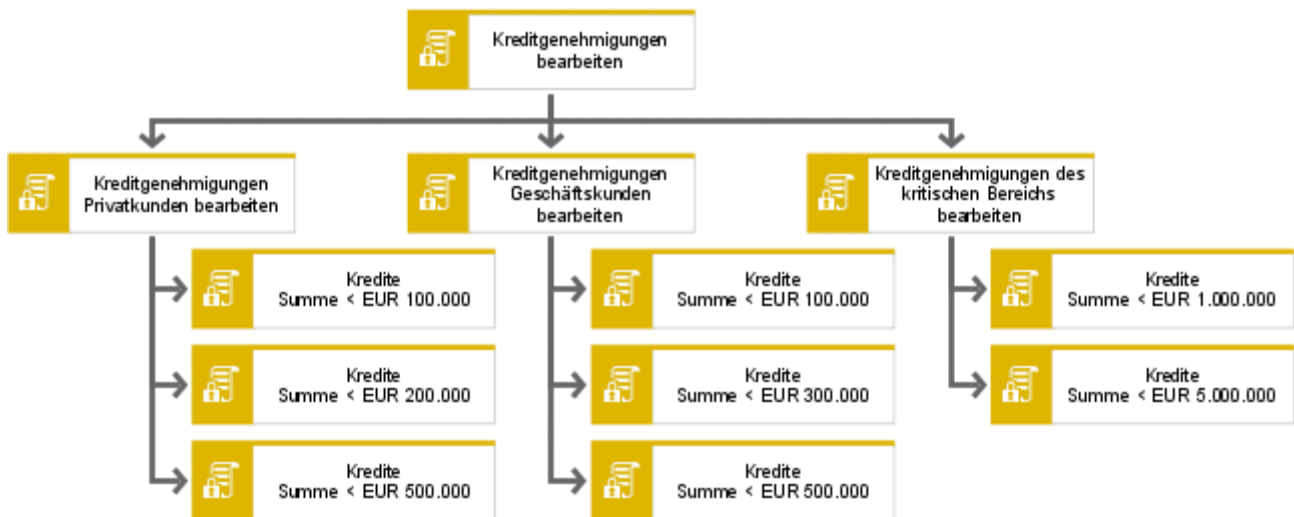 Kreditgenehmigungen
bearbeiten
Kreditgenehmigungen
Privatkunden bearbeiten
Kreditgenehmigungen
Geschäftskunden
bearbeiten
Kreditgenehmigungen des
kritischen Bereichs
bearbeiten
Kredite
Summe < EUR 100.000
Kredite
Summe < EUR 200.000
Kredite
Summe < EUR 500.000
Kredite
Summe < EUR 100.000
Kredite
Summe < EUR 300.000
Kredite
Summe < EUR 500.000
Kredite
Summe < EUR 1.000.000
Kredite
Summe < EUR 5.000.000